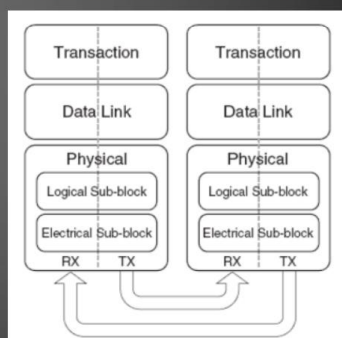 Transaction
Data Link
Physical
Logical Sub-block
Electrical Sub-block
RX TX
Transaction
Data Link
Physical
Logical Sub-block
Electrical Sub-block
RX TX